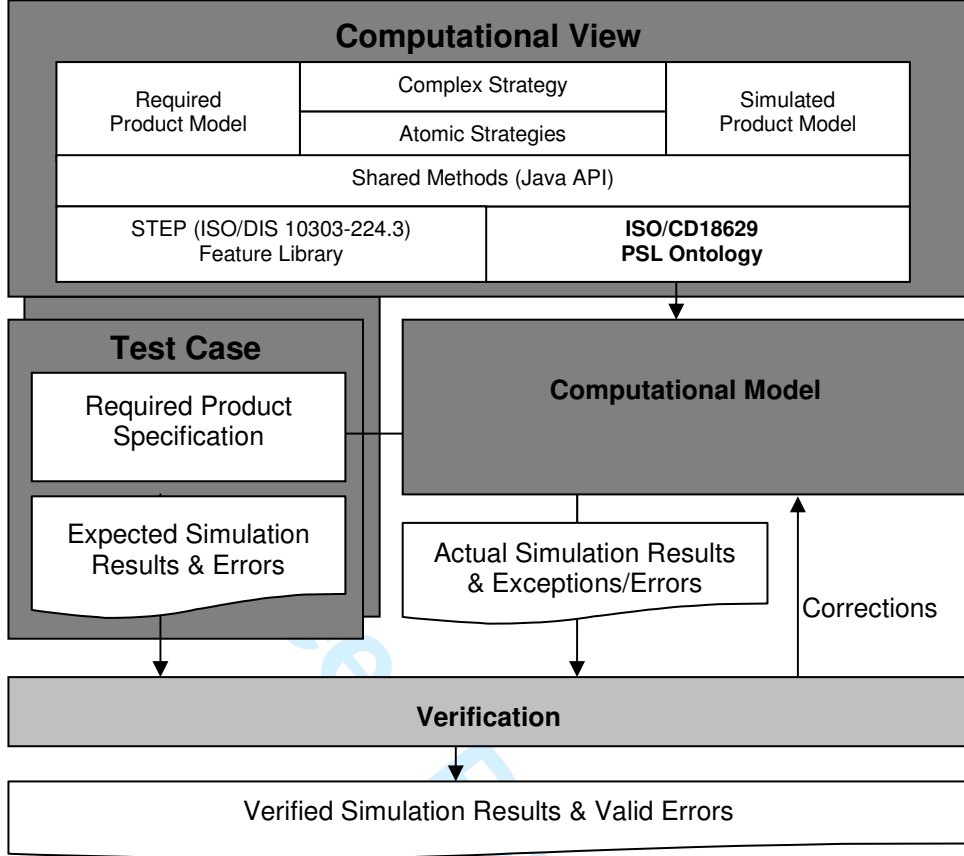 Computational View
Required
Product Model
Complex Strategy
Atomic Strategies
Simulated
Product Model
Shared Methods (Java API)
STEP (ISO/DIS 10303-224.3)
Feature Library
ISO/CD18629
PSL Ontology
Test Case
Required Product
Specification
Expected Simulation
Results & Errors
Computational Model
Actual Simulation Results
& Exceptions/Errors
Corrections
Verification
Verified Simulation Results & Valid Errors